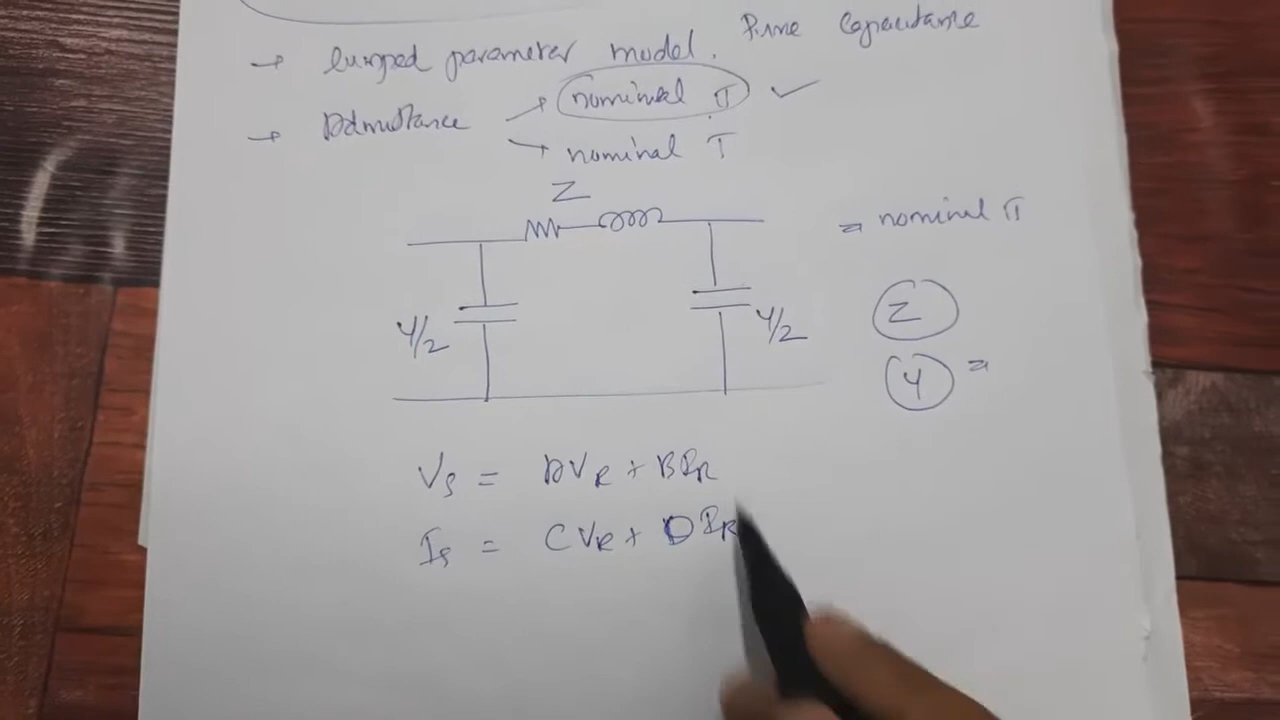 → lumped parameter model. Pure Capacitance
→ Admittance → nominal π ✓
→ nominal T
Z
= nominal π
Z
Y/2
Y/2
Y =
Vs = AVR + BIR
Is = CVR + DIR